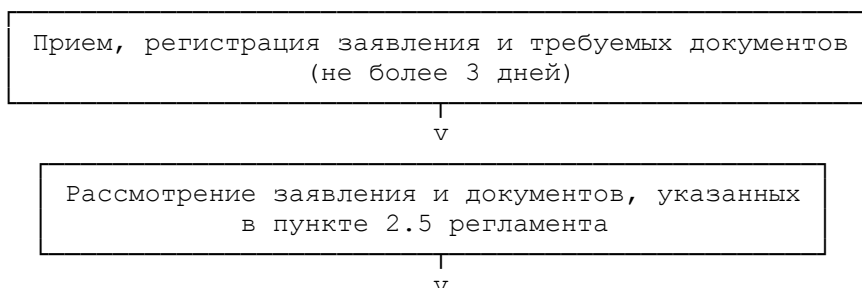 Прием, регистрация заявления и требуемых документов
(не более 3 дней)
v
Рассмотрение заявления и документов, указанных
в пункте 2.5 регламента
v